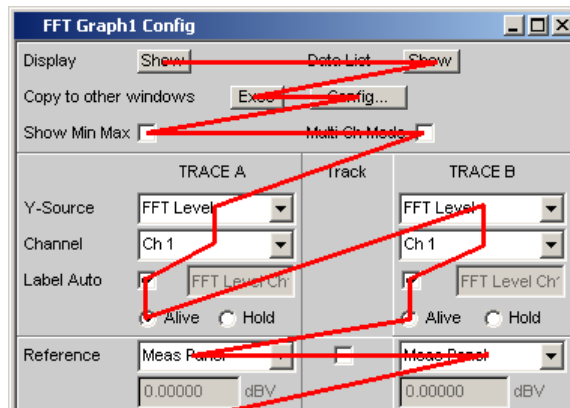 FFT Graph1 Config
Display Show Data List Show
Copy to other windows Exec Config...
Show Min Max Multi Ch Mode
TRACE A Track TRACE B
Y-Source FFT Level FFT Level
Channel Ch 1 Ch 1
Label Auto FFT Level Ch1 FFT Level Ch1
Alive Hold Alive Hold
Reference Meas Panel Meas Panel
0.00000 dBV 0.00000 dBV